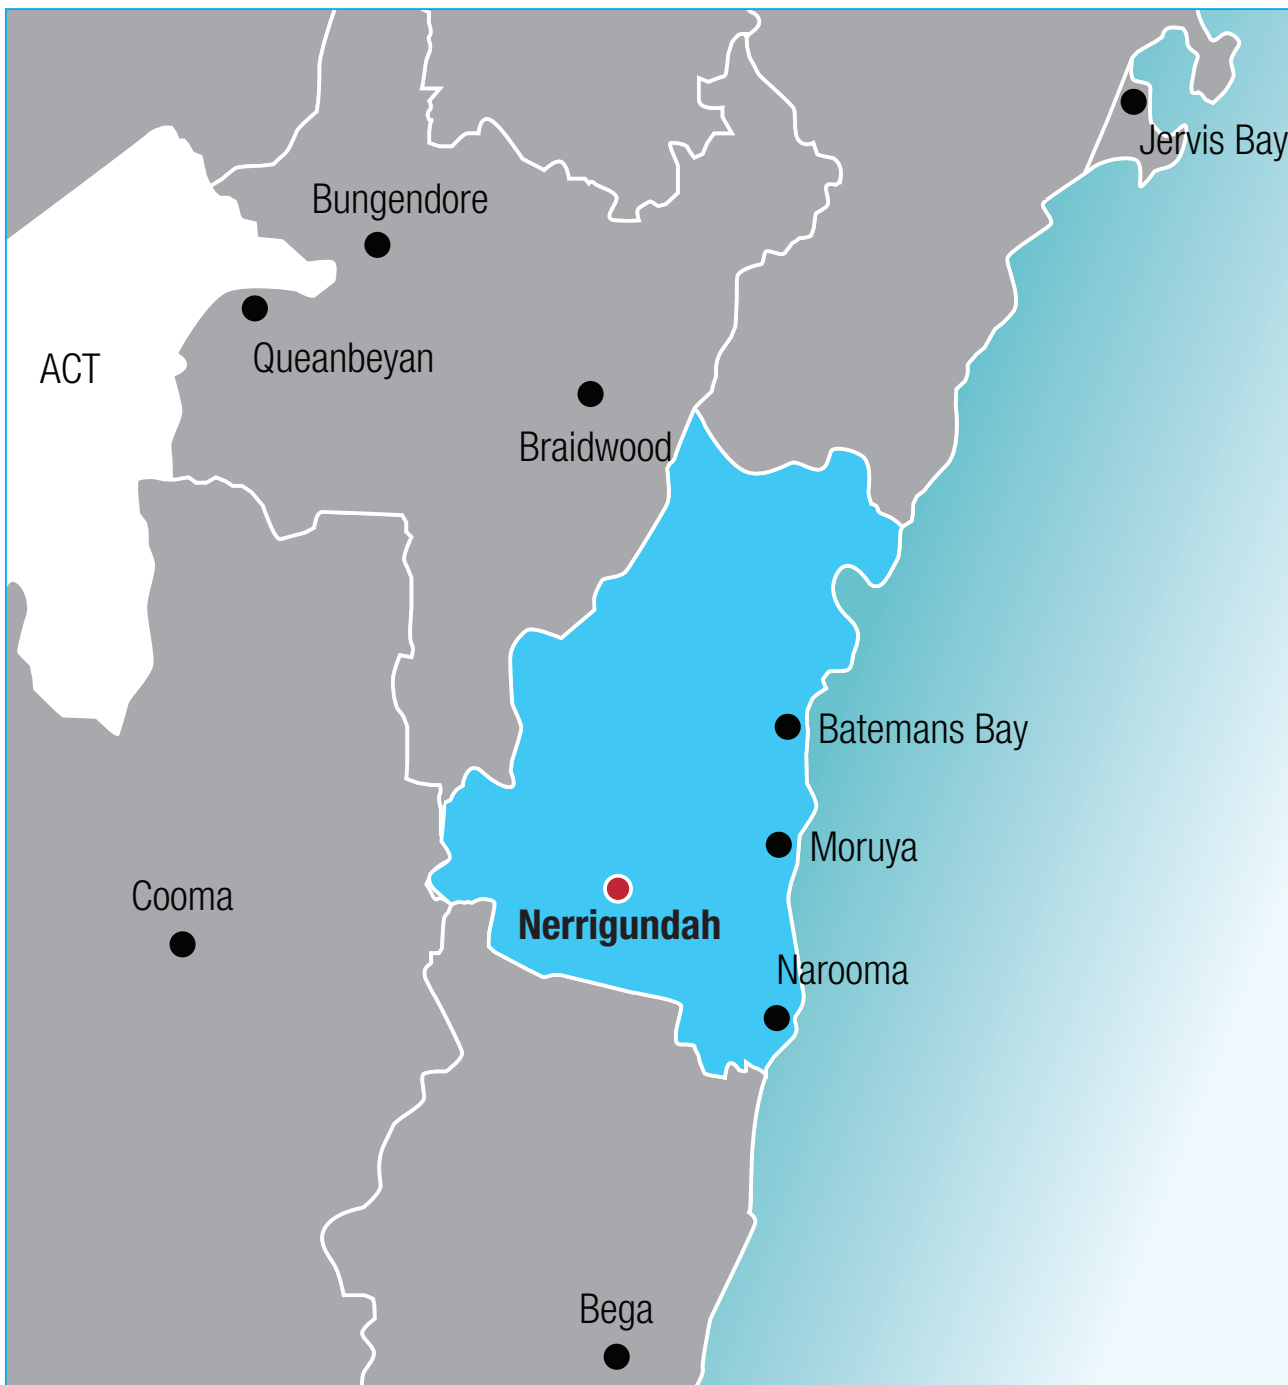 Jervis Bay
Bungendore
Queanbeyan
ACT
Braidwood
Batemans Bay
Moruya
Cooma
Nerrigundah
Narooma
Bega